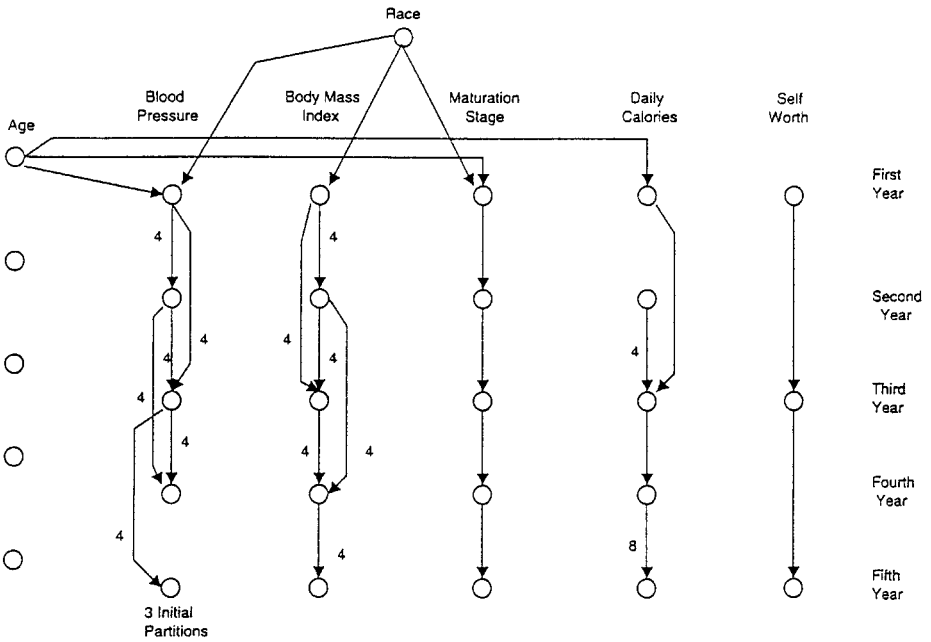 Race
Blood
Pressure
Body Mass
Index
Maturation
Stage
Daily
Calories
Self
Worth
Age
First
Year
4
4
Second
Year
4
4
4
4
4
Third
Year
4
4
4
4
Fourth
Year
4
4
8
Fifth
Year
3 Initial
Partitions